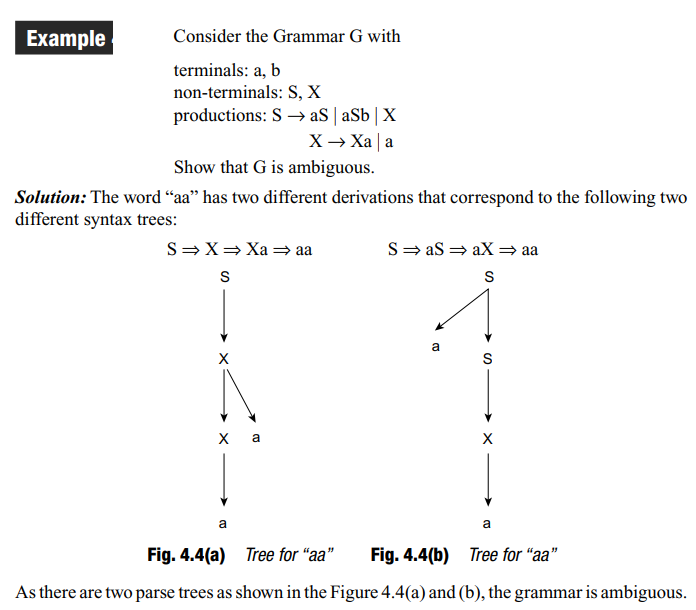 Example
Consider the Grammar G with
terminals: a, b
non-terminals: S, X
productions: S → aS | aSb | X
X → Xa | a
Show that G is ambiguous.
Solution: The word “aa” has two different derivations that correspond to the following two
different syntax trees:
S ⇒ X ⇒ Xa ⇒ aa
S ⇒ aS ⇒ aX ⇒ aa
S
X
X a
a
S
a
S
X
a
Fig. 4.4(a) Tree for “aa”
Fig. 4.4(b) Tree for “aa”
As there are two parse trees as shown in the Figure 4.4(a) and (b), the grammar is ambiguous.